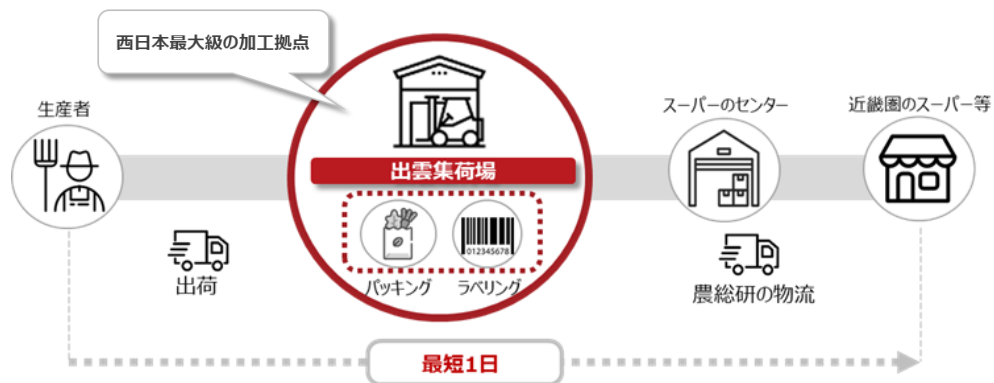 西日本最大級の加工拠点
生産者
スーパーのセンター
近畿圏のスーパー等
出雲集荷場
012345678
パッキング
ラベリング
出荷
農総研の物流
最短1日